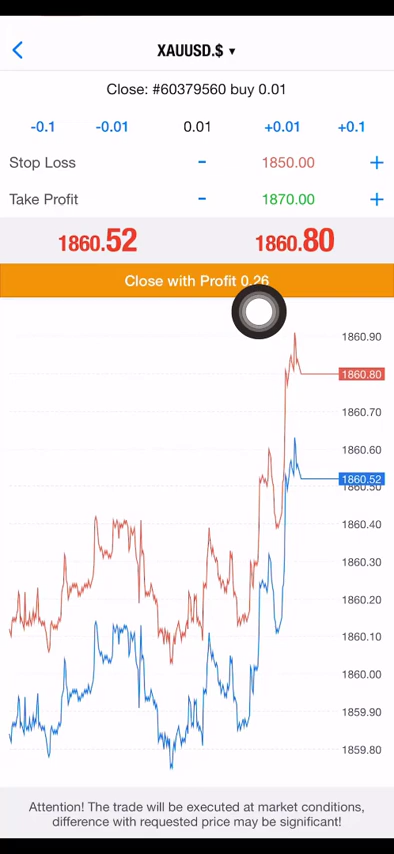 XAUUSD.$ ▾
Close: #60379560 buy 0.01
-0.1 -0.01 0.01 +0.01 +0.1
Stop Loss - 1850.00 +
Take Profit - 1870.00 +
1860.52 1860.80
Close with Profit 0.26
1860.90
1860.80
1860.70
1860.60
1860.52
1860.50
1860.40
1860.30
1860.20
1860.10
1860.00
1859.90
1859.80
Attention! The trade will be executed at market conditions,
difference with requested price may be significant!